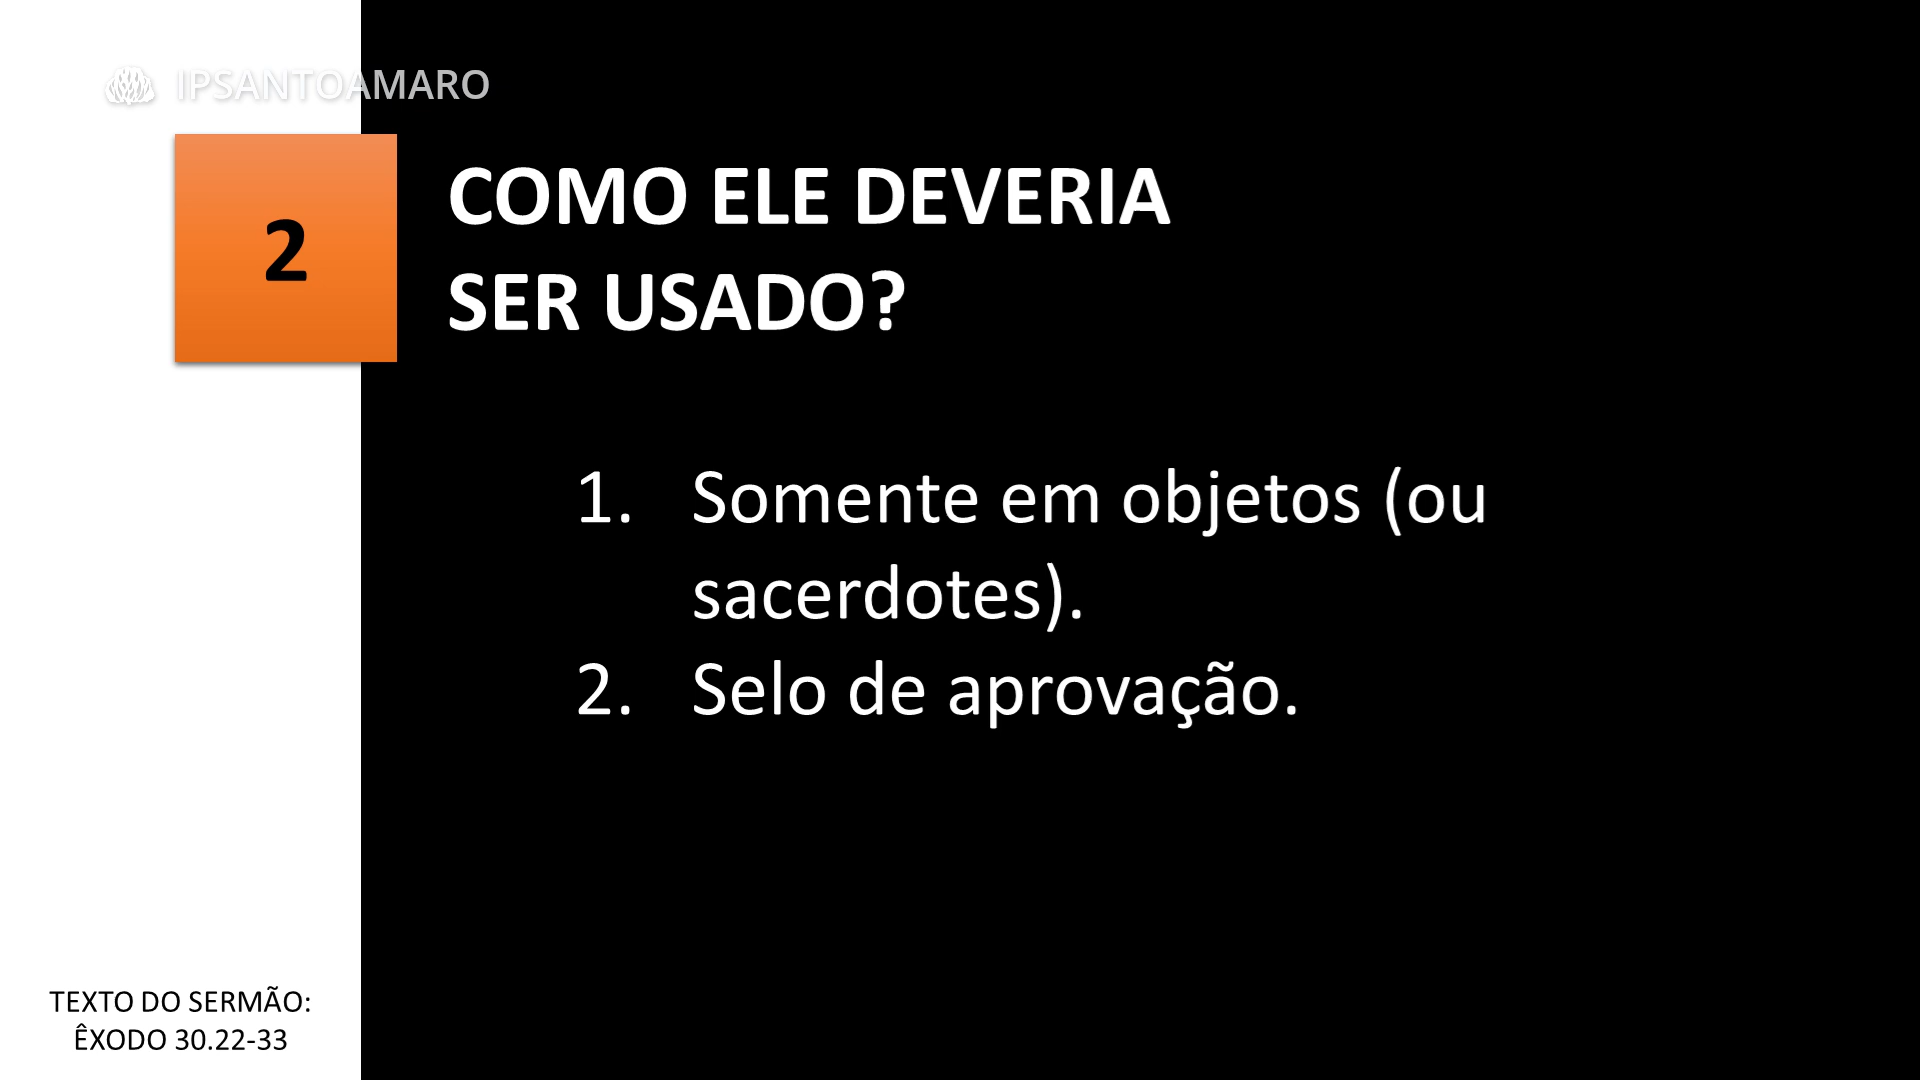 IPSANTOAMARO
2
COMO ELE DEVERIA
SER USADO?
1. Somente em objetos (ou
sacerdotes).
2. Selo de aprovação.
TEXTO DO SERMÃO:
ÊXODO 30.22-33